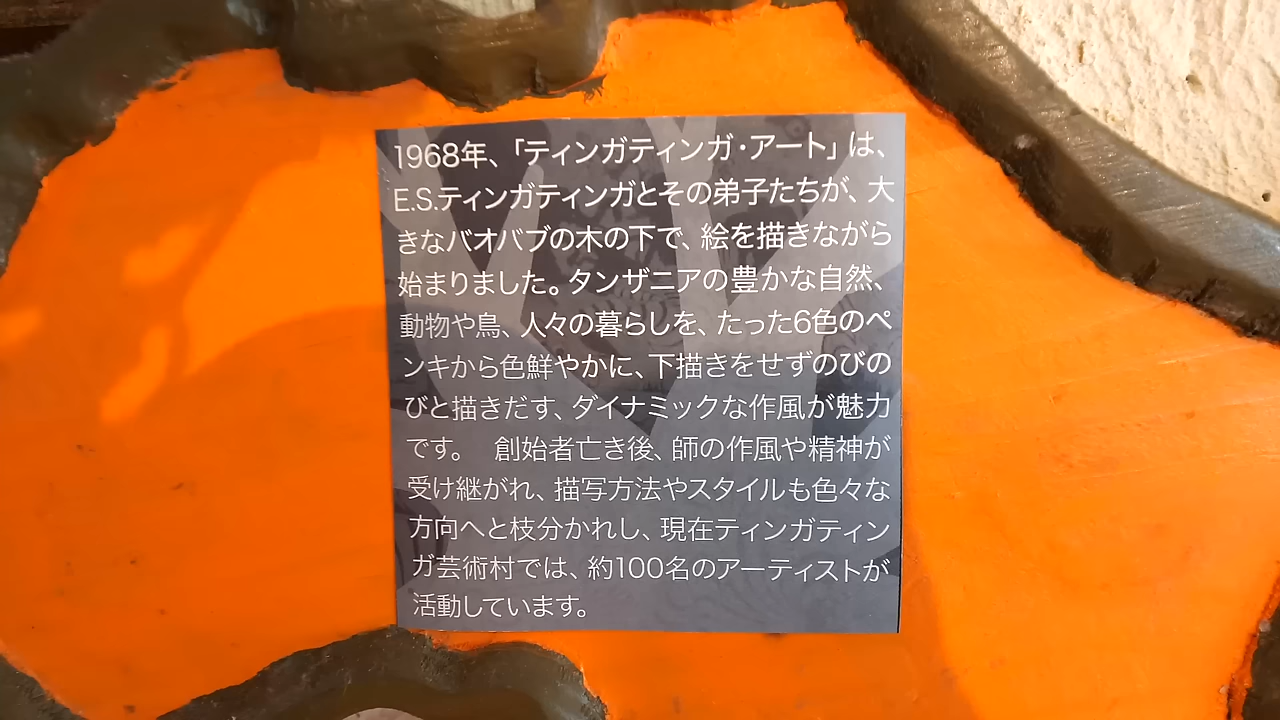 1968年、「ティンガティンガ・アート」は、
E.S.ティンガティンガとその弟子たちが、大
きなバオバブの木の下で、絵を描きながら
始まりました。タンザニアの豊かな自然、
動物や鳥、人々の暮らしを、たった6色のペ
ンキから色鮮やかに、下描きをせずのびの
びと描きだす、ダイナミックな作風が魅力
です。　創始者亡き後、師の作風や精神が
受け継がれ、描写方法やスタイルも色々な
方向へと枝分かれし、現在ティンガティン
ガ芸術村では、約100名のアーティストが
活動しています。